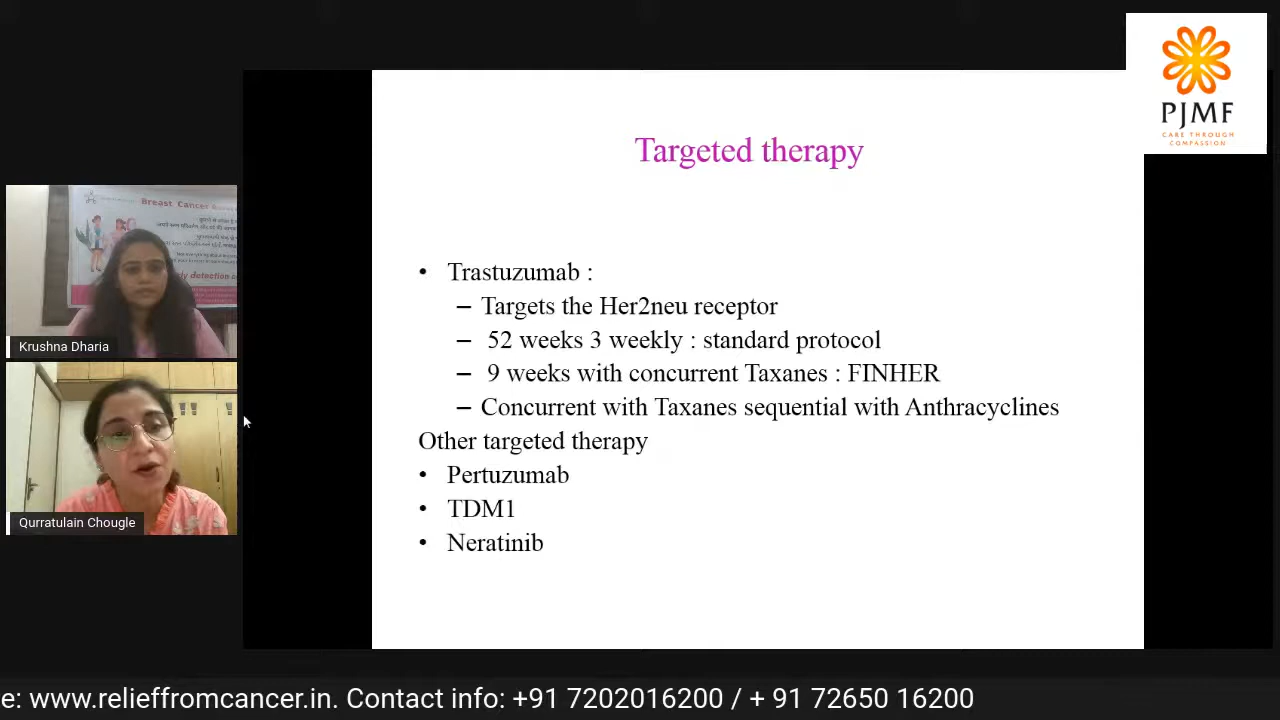 PJMF
CARE THROUGH
COMPASSION
Targeted therapy
• Trastuzumab :
– Targets the Her2neu receptor
– 52 weeks 3 weekly : standard protocol
– 9 weeks with concurrent Taxanes : FINHER
– Concurrent with Taxanes sequential with Anthracyclines
Other targeted therapy
• Pertuzumab
• TDM1
• Neratinib
Breast Cancer
Krushna Dharia
Qurratulain Chougle
e: www.relieffromcancer.in. Contact info: +91 7202016200 / + 91 72650 16200